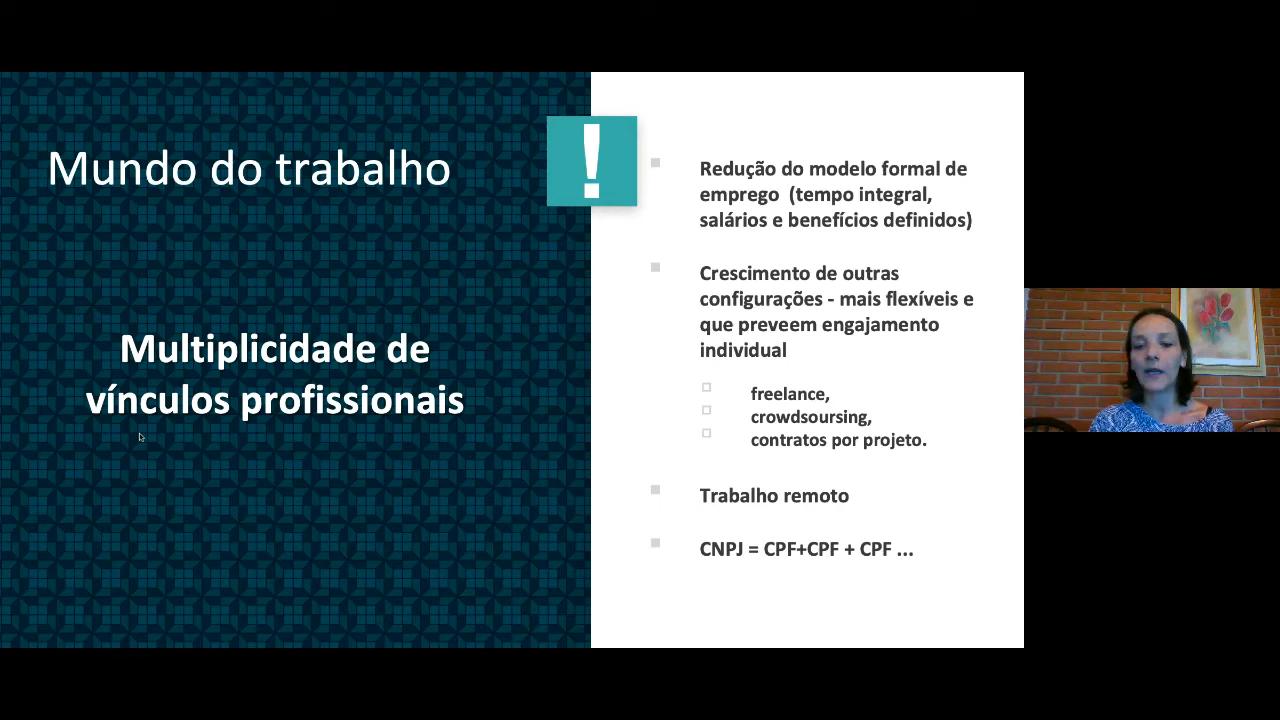 Mundo do trabalho
Multiplicidade de
vínculos profissionais
!
Redução do modelo formal de
emprego  (tempo integral,
salários e benefícios definidos)
Crescimento de outras
configurações - mais flexíveis e
que preveem engajamento
individual
freelance,
crowdsoursing,
contratos por projeto.
Trabalho remoto
CNPJ = CPF+CPF + CPF ...